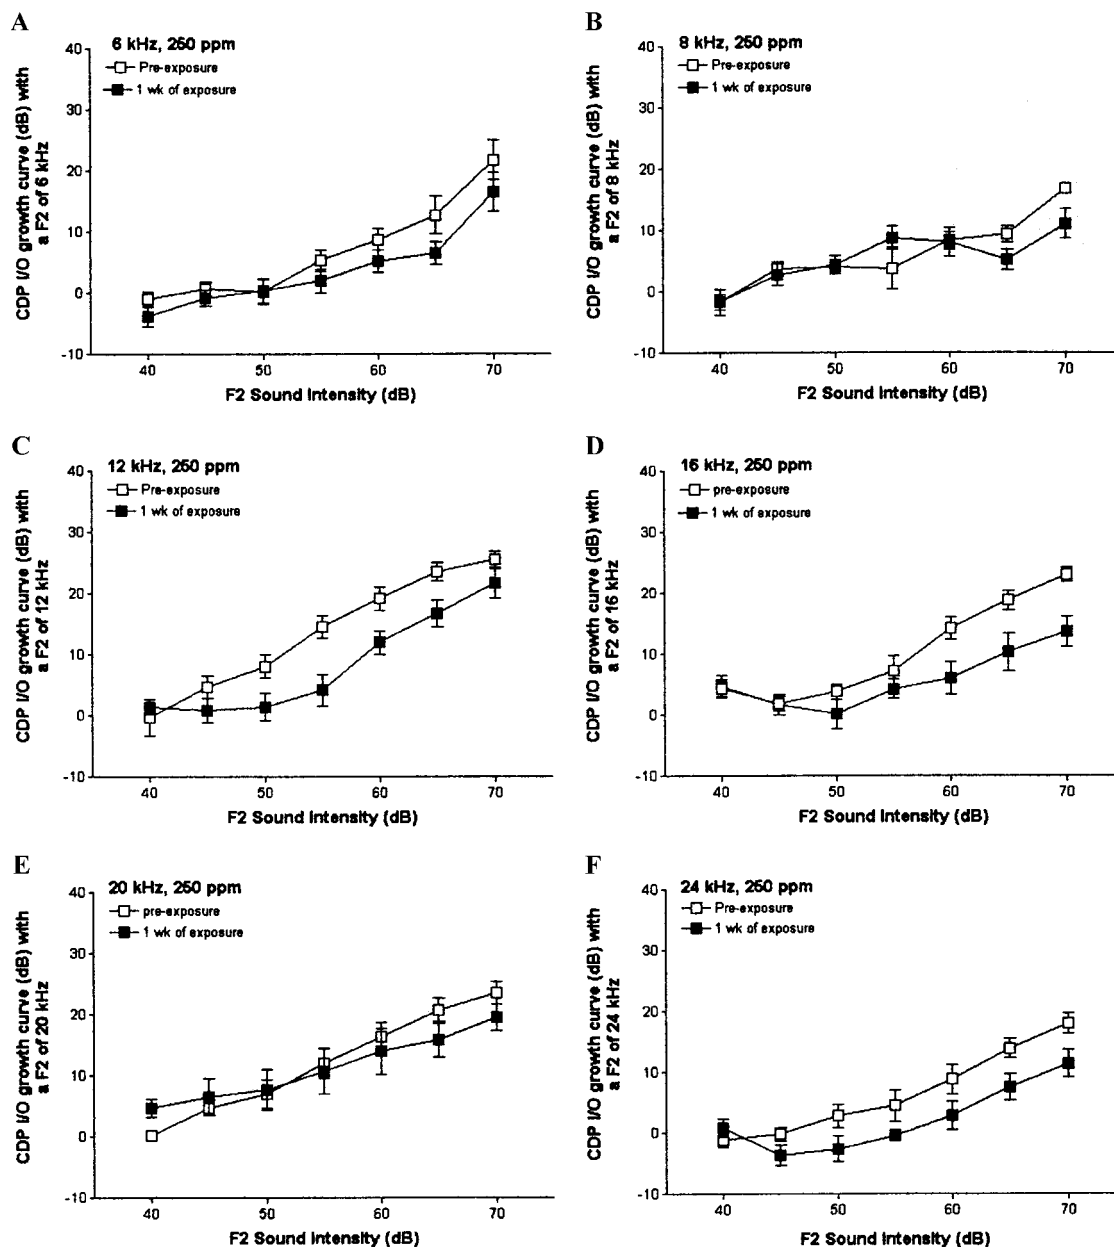 A
6 kHz, 250 ppm
Pre-exposure
1 wk of exposure
CDP I/O growth curve (dB) with
a F2 of 6 kHz
40
30
20
10
0
-10
40
50
60
70
F2 Sound Intensity (dB)
B
8 kHz, 250 ppm
Pre-exposure
1 wk of exposure
CDP I/O growth curve (dB) with
a F2 of 8 kHz
40
30
20
10
0
-10
40
50
60
70
F2 Sound Intensity (dB)
C
12 kHz, 250 ppm
Pre-exposure
1 wk of exposure
CDP I/O growth curve (dB) with
a F2 of 12 kHz
40
30
20
10
0
-10
40
50
60
70
F2 Sound Intensity (dB)
D
16 kHz, 250 ppm
pre-exposure
1 wk of exposure
CDP I/O growth curve (dB) with
a F2 of 16 kHz
40
30
20
10
0
-10
40
50
60
70
F2 Sound Intensity (dB)
E
20 kHz, 250 ppm
pre-exposure
1 wk of exposure
CDP I/O growth curve (dB) with
a F2 of 20 kHz
40
30
20
10
0
-10
40
50
60
70
F2 Sound Intensity (dB)
F
24 kHz, 250 ppm
Pre-exposure
1 wk of exposure
CDP I/O growth curve (dB) with
a F2 of 24 kHz
40
30
20
10
0
-10
40
50
60
70
F2 Sound Intensity (dB)